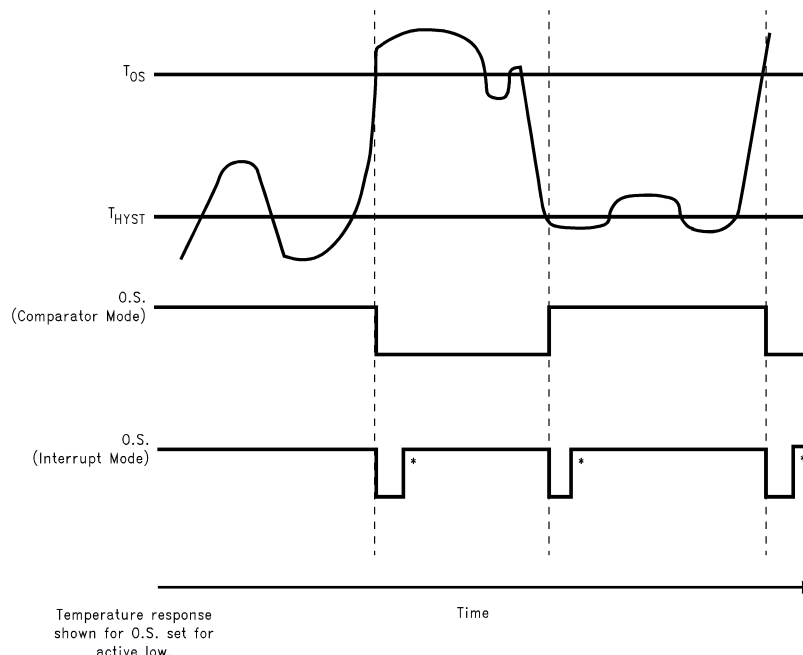 T_OS
T_HYST
O.S.
(Comparator Mode)
O.S.
(Interrupt Mode)
*
*
*
Time
Temperature response
shown for O.S. set for
active low.